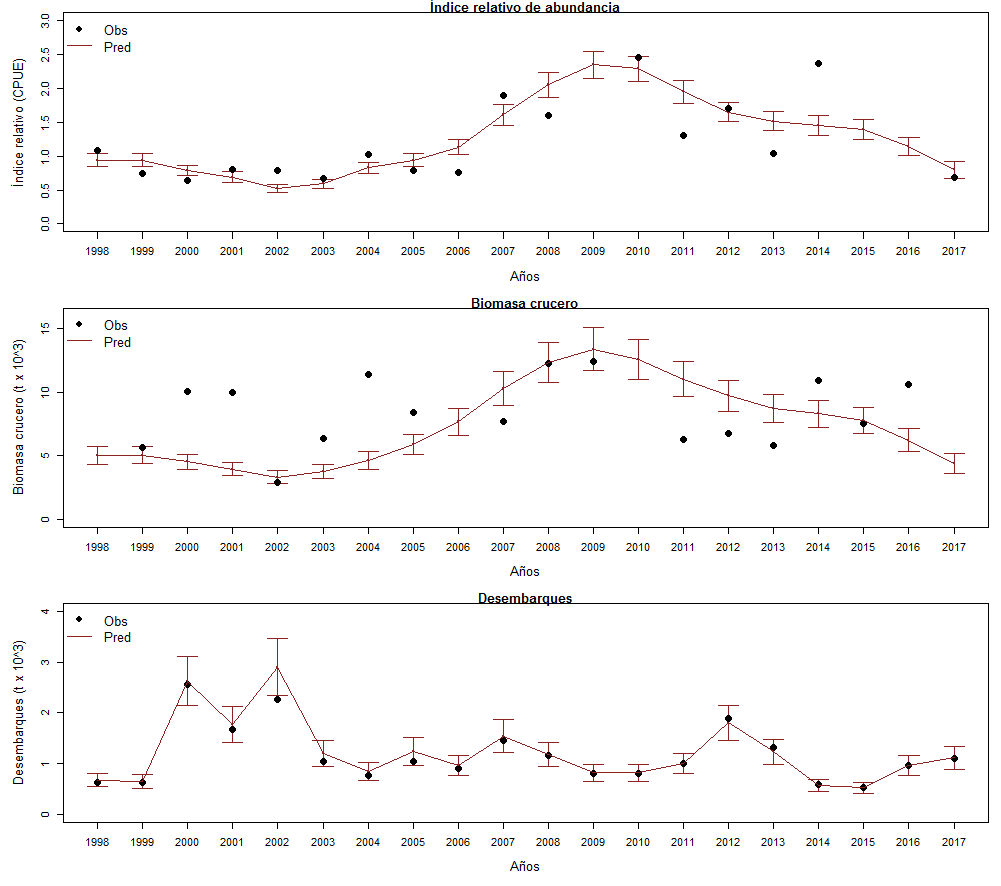 Índice relativo de abundancia
Obs
Pred
Índice relativo (CPUE)
0.0 0.5 1.0 1.5 2.0 2.5 3.0
1998 1999 2000 2001 2002 2003 2004 2005 2006 2007 2008 2009 2010 2011 2012 2013 2014 2015 2016 2017
Años
Biomasa crucero
Obs
Pred
Biomasa crucero (t x 10^3)
0 5 10 15
1998 1999 2000 2001 2002 2003 2004 2005 2006 2007 2008 2009 2010 2011 2012 2013 2014 2015 2016 2017
Años
Desembarques
Obs
Pred
Desembarques (t x 10^3)
0 1 2 3 4
1998 1999 2000 2001 2002 2003 2004 2005 2006 2007 2008 2009 2010 2011 2012 2013 2014 2015 2016 2017
Años